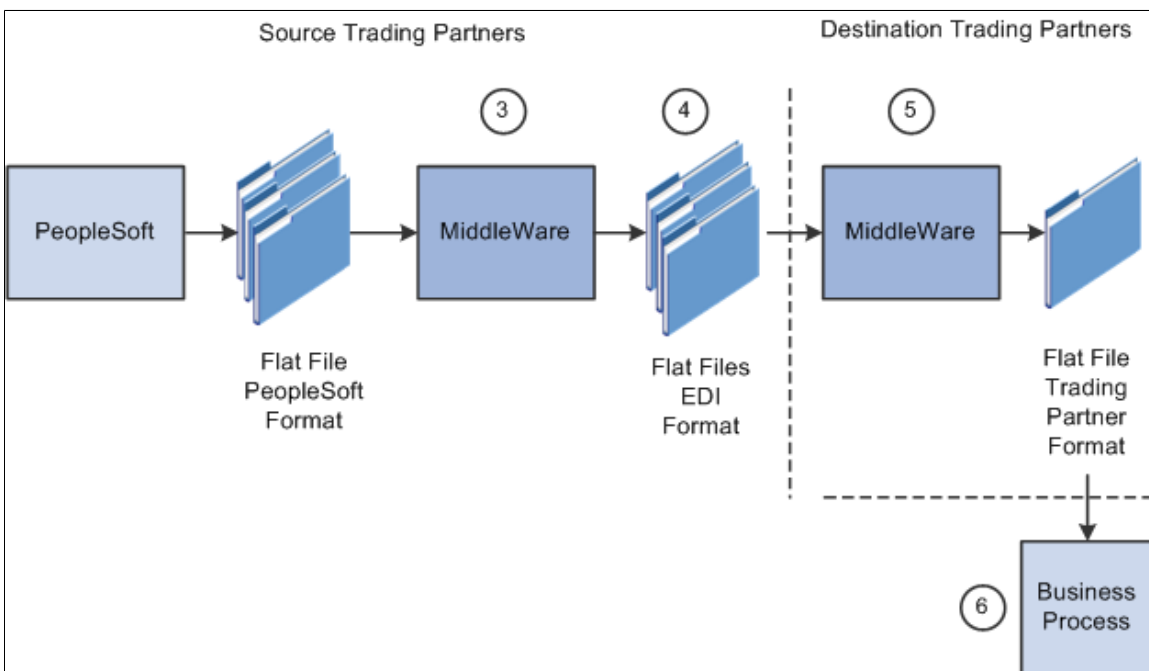 Source Trading Partners
Destination Trading Partners
3
4
5
PeopleSoft
MiddleWare
MiddleWare
Flat File
PeopleSoft
Format
Flat Files
EDI
Format
Flat File
Trading
Partner
Format
6
Business
Process